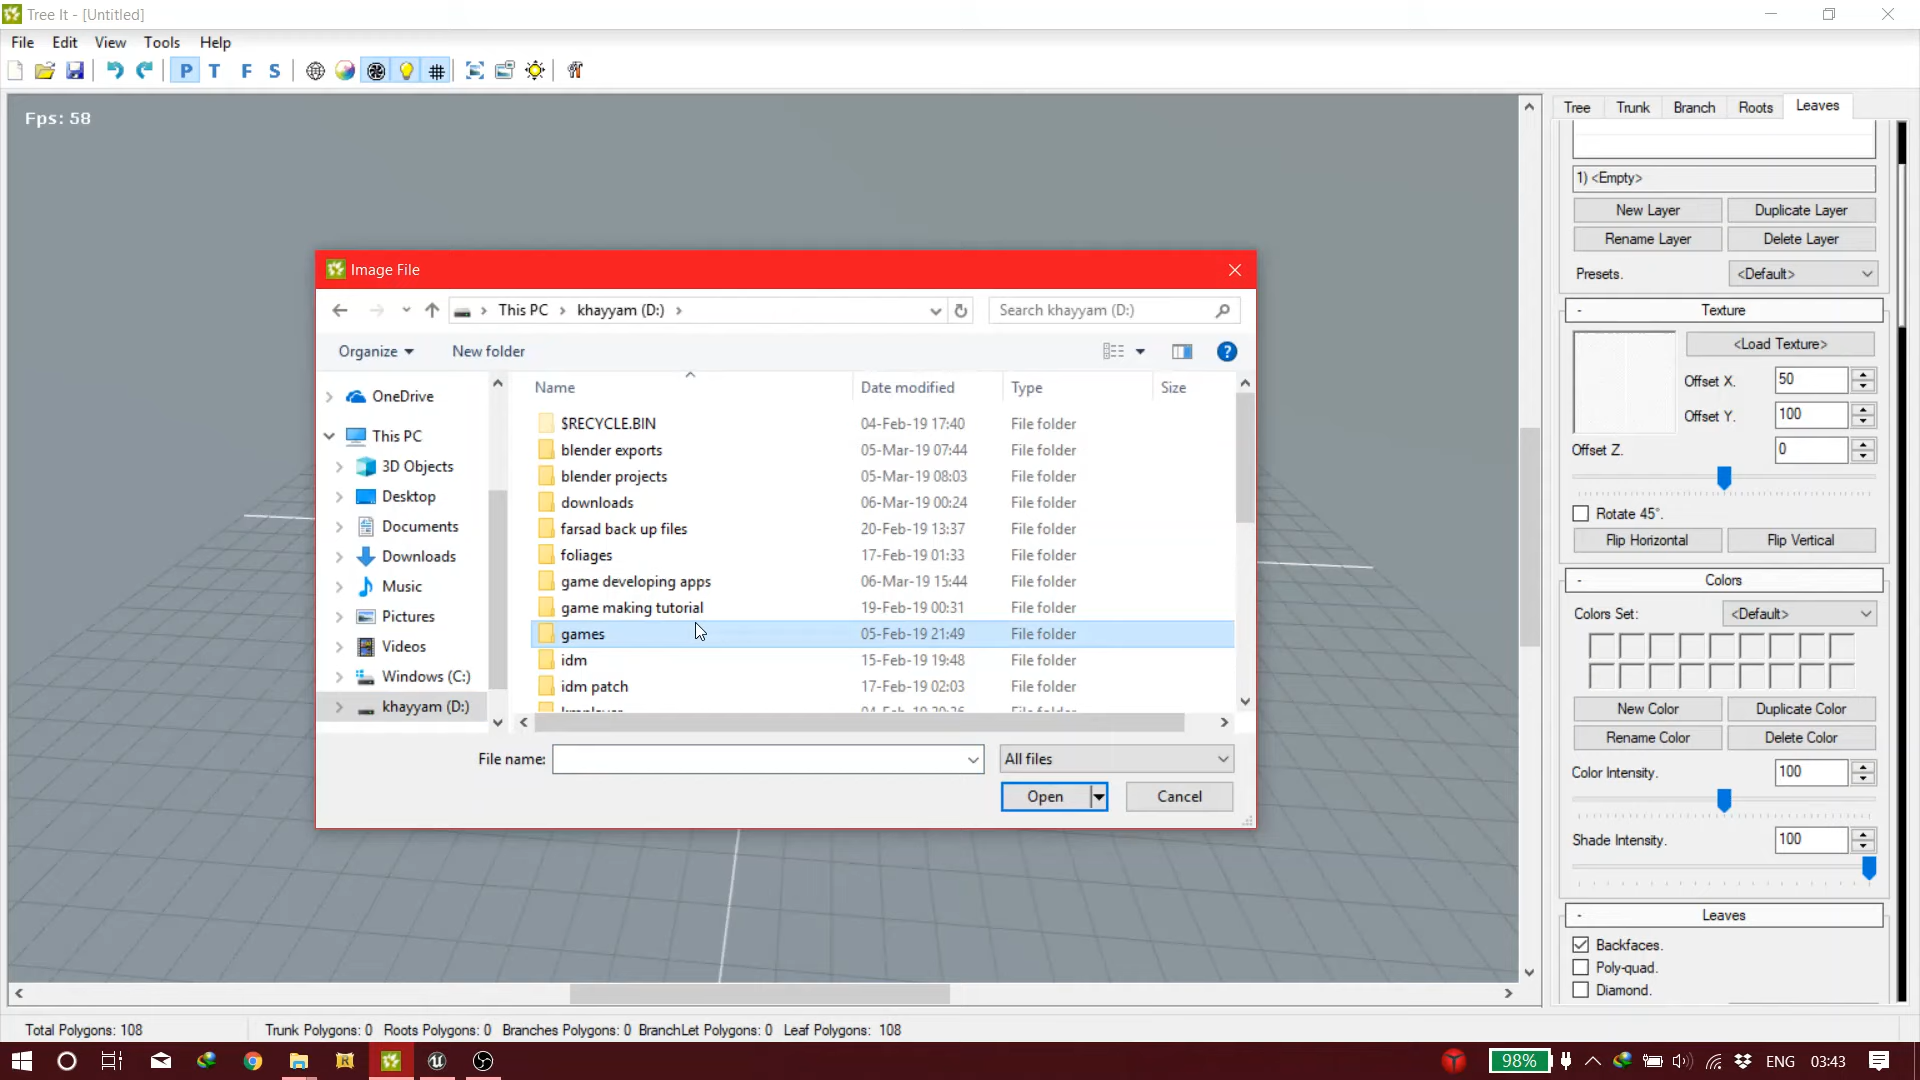 Tree It - [Untitled]
File Edit View Tools Help
P T F S
Fps: 58
Image File
This PC > khayyam (D:) >
Search khayyam (D:)
Organize
New folder
OneDrive
This PC
3D Objects
Desktop
Documents
Downloads
Music
Pictures
Videos
Windows (C:)
khayyam (D:)
Name Date modified Type Size
$RECYCLE.BIN 04-Feb-19 17:40 File folder
blender exports 05-Mar-19 07:44 File folder
blender projects 05-Mar-19 08:03 File folder
downloads 06-Mar-19 00:24 File folder
farsad back up files 20-Feb-19 13:37 File folder
foliages 17-Feb-19 01:33 File folder
game developing apps 06-Mar-19 15:44 File folder
game making tutorial 19-Feb-19 00:31 File folder
games 05-Feb-19 21:49 File folder
idm 15-Feb-19 19:48 File folder
idm patch 17-Feb-19 02:03 File folder
File name:
All files
Open
Cancel
Tree Trunk Branch Roots Leaves
1) <Empty>
New Layer Duplicate Layer
Rename Layer Delete Layer
Presets. <Default>
- Texture
<Load Texture>
Offset X. 50
Offset Y. 100
Offset Z. 0
Rotate 45°.
Flip Horizontal Flip Vertical
- Colors
Colors Set: <Default>
New Color Duplicate Color
Rename Color Delete Color
Color Intensity. 100
Shade Intensity. 100
- Leaves
Backfaces.
Poly-quad.
Diamond.
Total Polygons: 108 Trunk Polygons: 0 Roots Polygons: 0 Branches Polygons: 0 BranchLet Polygons: 0 Leaf Polygons: 108
98% ENG 03:43